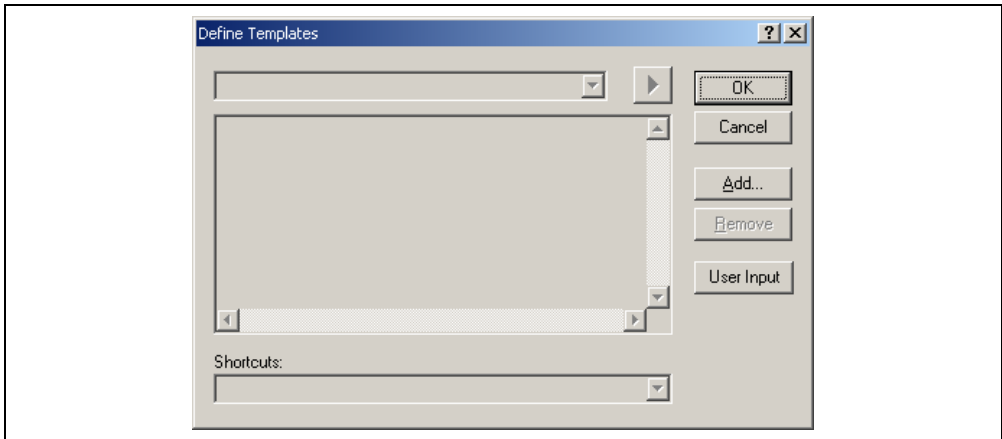 Define Templates
OK
Cancel
Add...
Remove
User Input
Shortcuts: